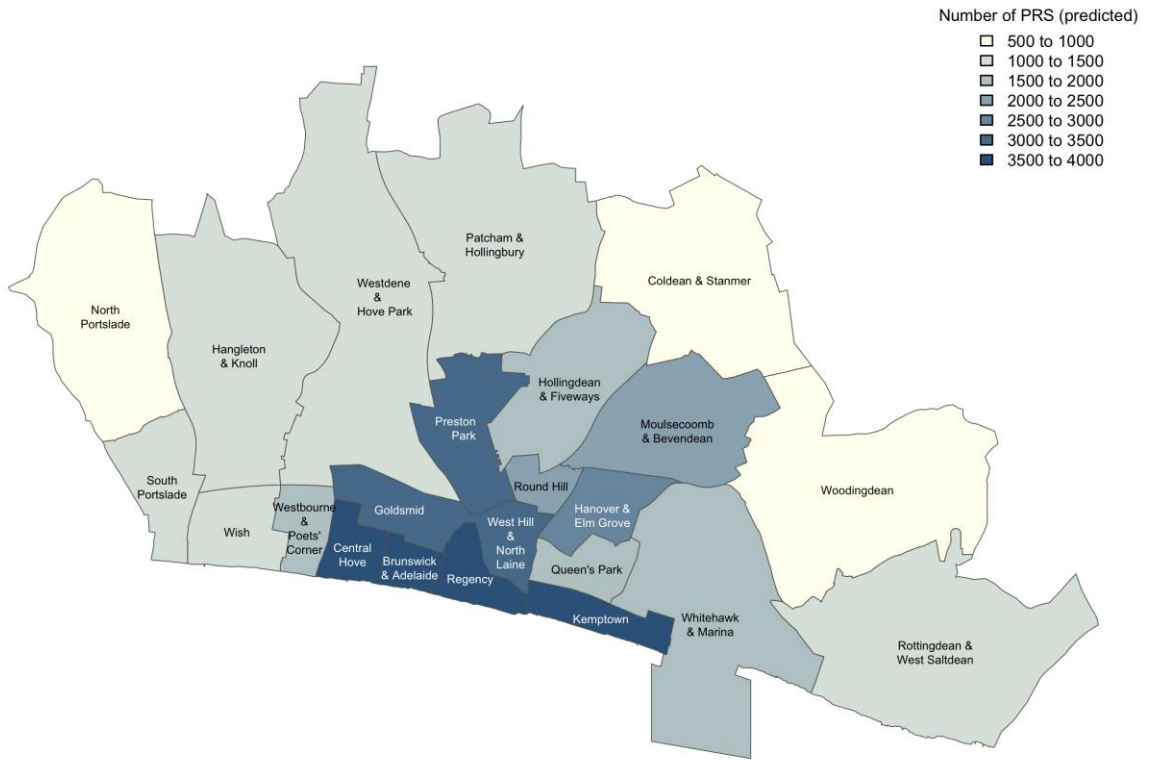 Number of PRS (predicted)
500 to 1000
1000 to 1500
1500 to 2000
2000 to 2500
2500 to 3000
3000 to 3500
3500 to 4000
Patcham &
Hollingbury
Coldean & Stanmer
Westdene
&
Hove Park
North
Portslade
Hangleton
& Knoll
Hollingdean
& Fiveways
Preston
Park
Moulsecoomb
& Bevendean
South
Portslade
Round Hill
Woodingdean
Westbourne
&
Poets'
Corner
Goldsmid
Hanover &
Elm Grove
West Hill
&
North
Laine
Wish
Central
Hove
Brunswick
& Adelaide
Regency
Queen's Park
Kemptown
Whitehawk
& Marina
Rottingdean &
West Saltdean